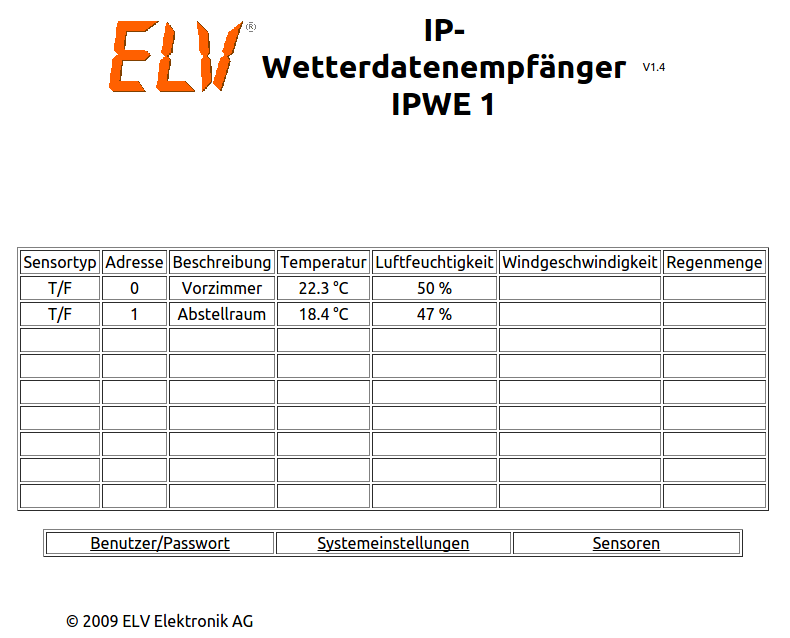 ELV ®
IP-
Wetterdatenempfänger V1.4
IPWE 1
Sensortyp Adresse Beschreibung Temperatur Luftfeuchtigkeit Windgeschwindigkeit Regenmenge
T/F 0 Vorzimmer 22.3 °C 50 %
T/F 1 Abstellraum 18.4 °C 47 %
Benutzer/Passwort Systemeinstellungen Sensoren
© 2009 ELV Elektronik AG